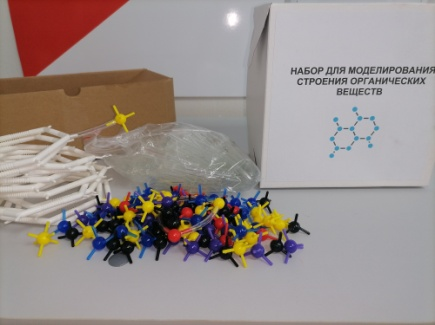 НАБОР ДЛЯ МОДЕЛИРОВАНИЯ
СТРОЕНИЯ ОРГАНИЧЕСКИХ
ВЕЩЕСТВ